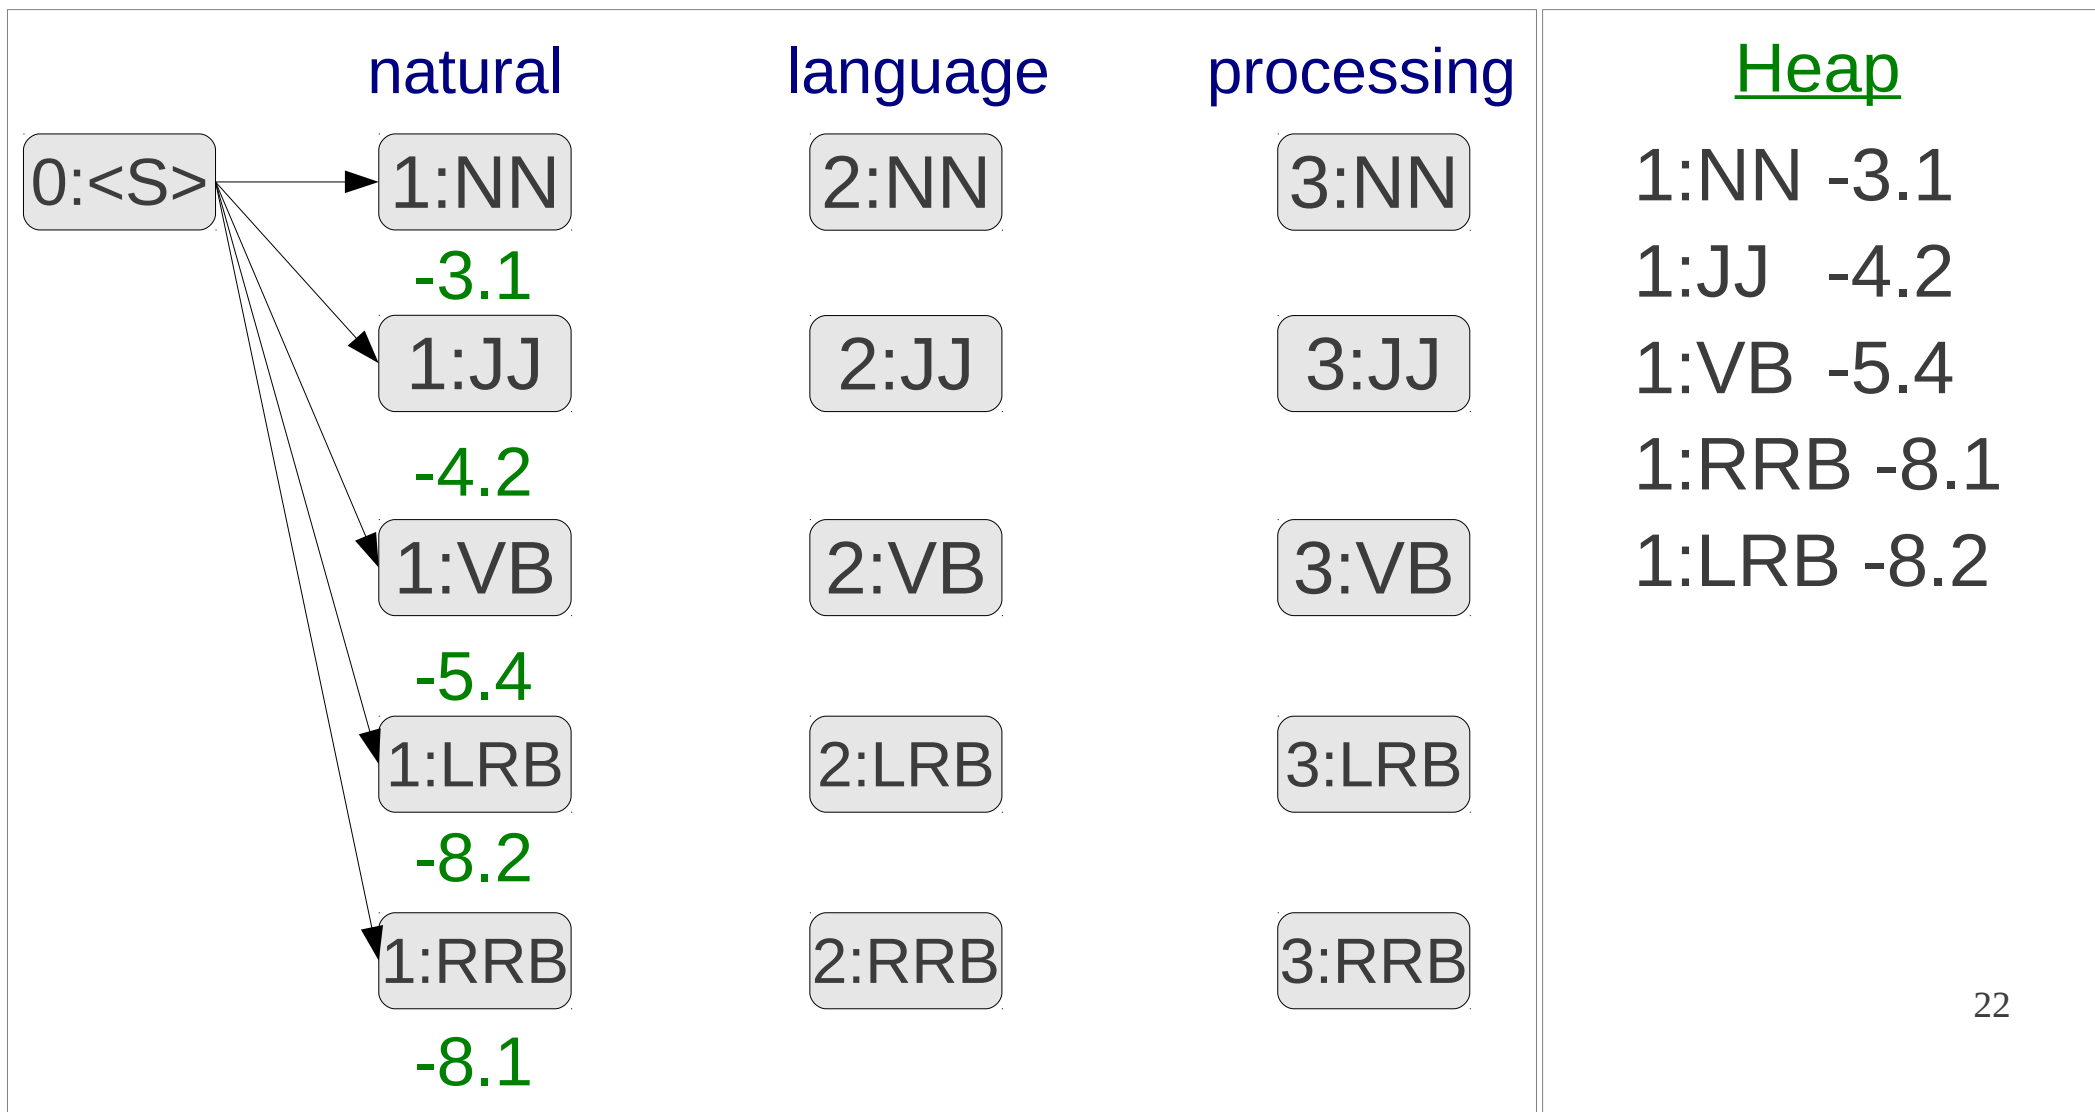 natural language processing
0:<S> 1:NN 2:NN 3:NN
-3.1
1:JJ 2:JJ 3:JJ
-4.2
1:VB 2:VB 3:VB
-5.4
1:LRB 2:LRB 3:LRB
-8.2
1:RRB 2:RRB 3:RRB
-8.1
Heap
1:NN -3.1
1:JJ -4.2
1:VB -5.4
1:RRB -8.1
1:LRB -8.2
22